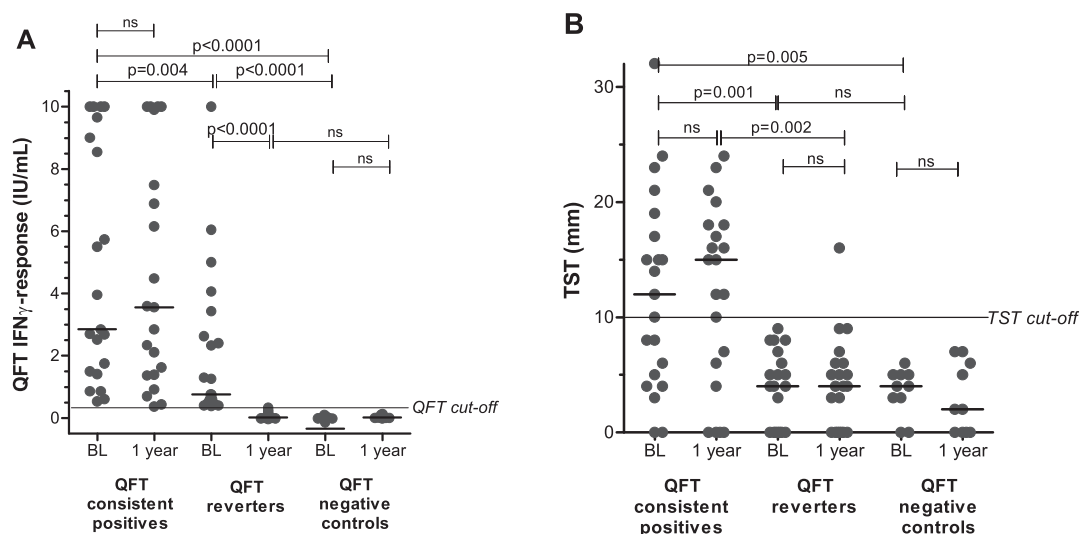 A
ns
p<0.0001
p=0.004
p<0.0001
p<0.0001
ns
ns
QFT IFNγ-response (IU/mL)
10
8
6
4
2
0
QFT cut-off
BL
1 year
BL
1 year
BL
1 year
QFT
consistent
positives
QFT
reverters
QFT
negative
controls
B
p=0.005
p=0.001
ns
ns
p=0.002
ns
ns
TST (mm)
30
20
10
0
TST cut-off
BL
1 year
BL
1 year
BL
1 year
QFT
consistent
positives
QFT
reverters
QFT
negative
controls